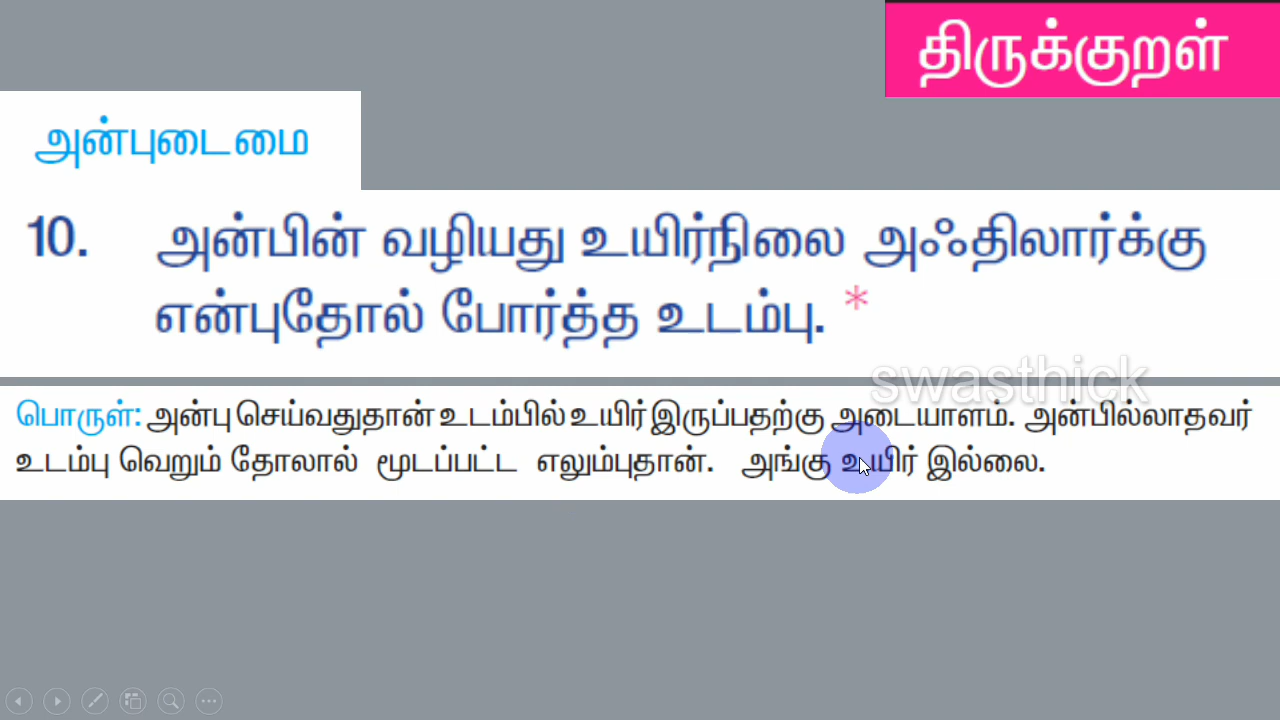 திருக்குறள்
அன்புடைமை
10. அன்பின் வழியது உயிர்நிலை அஃதிலார்க்கு
என்புதோல் போர்த்த உடம்பு. *
swasthick
பொருள்: அன்பு செய்வதுதான் உடம்பில் உயிர் இருப்பதற்கு அடையாளம். அன்பில்லாதவர்
உடம்பு வெறும் தோலால் மூடப்பட்ட எலும்புதான். அங்கு உயிர் இல்லை.